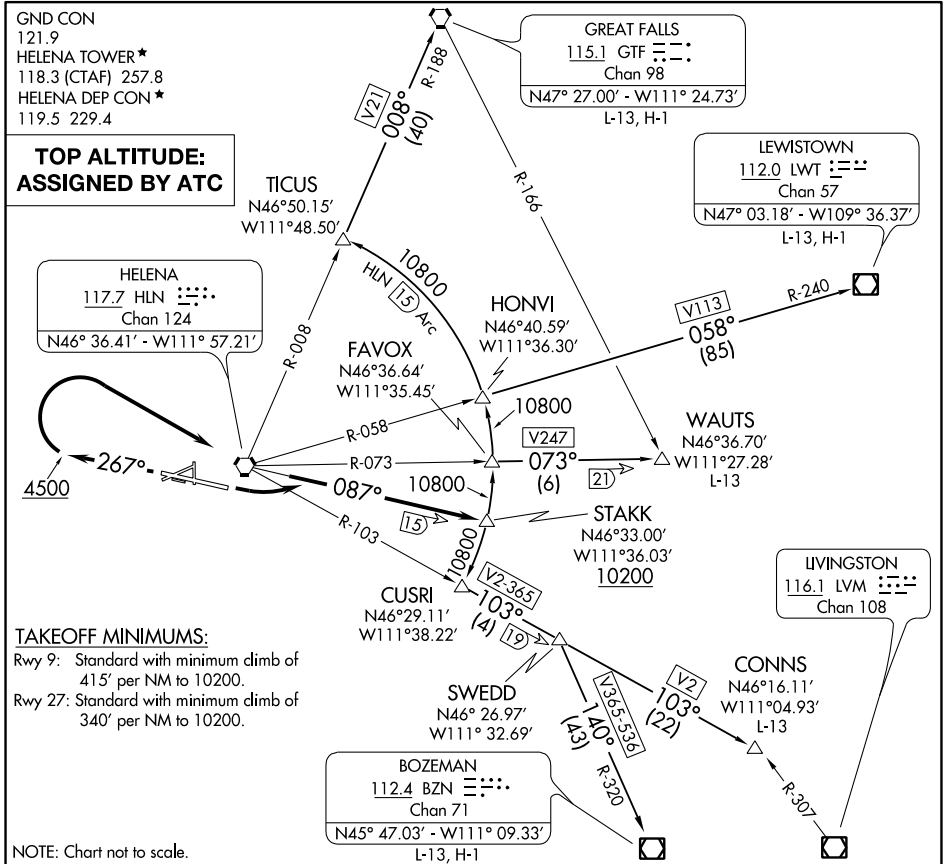 GND CON
121.9
HELENA TOWER★
118.3 (CTAF) 257.8
HELENA DEP CON★
119.5 229.4
TOP ALTITUDE:
ASSIGNED BY ATC
GREAT FALLS
115.1 GTF
Chan 98
N47° 27.00' - W111° 24.73'
L-13, H-1
R-188
V21
008°
(40)
LEWISTOWN
112.0 LWT
Chan 57
N47° 03.18' - W109° 36.37'
L-13, H-1
TICUS
N46°50.15'
W111°48.50'
R-166
HELENA
117.7 HLN
Chan 124
N46° 36.41' - W111° 57.21'
10800
HLN 15 Arc
HONVI
N46°40.59'
W111°36.30'
R-240
V113
058°
(85)
R-008
FAVOX
N46°36.64'
W111°35.45'
10800
R-058
WAUTS
N46°36.70'
W111°27.28'
L-13
R-073
V247
073°
(6)
21
267°
4500
087°
15
10800
STAKK
N46°33.00'
W111°36.03'
10200
R-103
10800
CUSRI
N46°29.11'
W111°38.22'
V2-365
103°
(4)
19
LIVINGSTON
116.1 LVM
Chan 108
TAKEOFF MINIMUMS:
Rwy 9: Standard with minimum climb of
415' per NM to 10200.
Rwy 27: Standard with minimum climb of
340' per NM to 10200.
SWEDD
N46° 26.97'
W111° 32.69'
V2
103°
(22)
CONNS
N46°16.11'
W111°04.93'
L-13
V365-536
140°
(43)
R-320
R-307
BOZEMAN
112.4 BZN
Chan 71
N45° 47.03' - W111° 09.33'
L-13, H-1
NOTE: Chart not to scale.